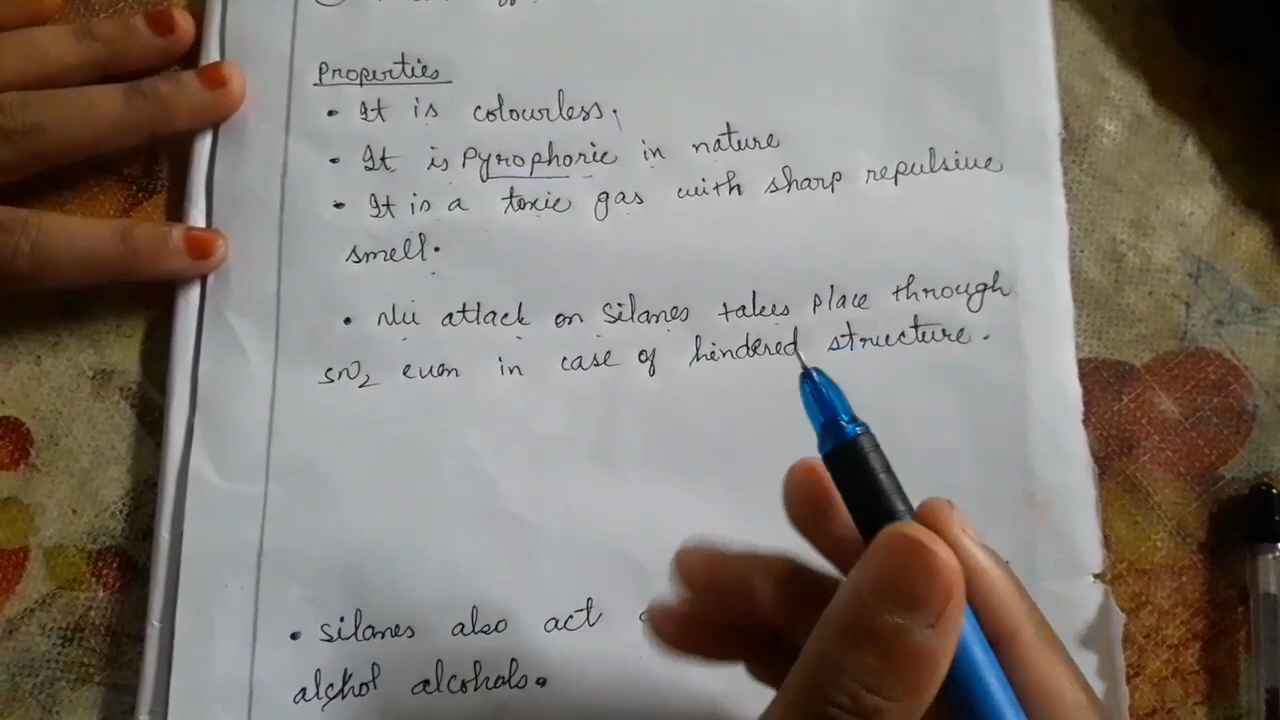 Properties
• It is colourless.
• It is Pyrophoric in nature
• It is a toxic gas with sharp repulsive
smell.
• Nu attack on Silanes takes place through
SN2 even in case of hindered structure.
• silanes also act
alchol alcohols.